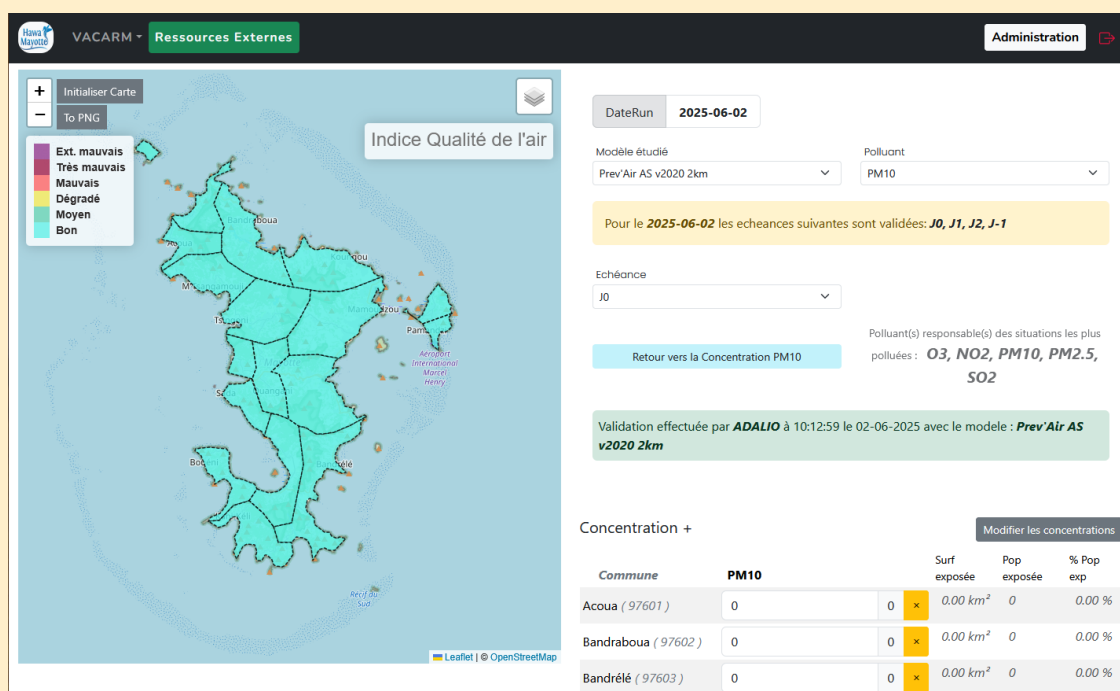 Hawa
Mayotte
VACARM
Ressources Externes
Administration
+
Initialiser Carte
−
To PNG
Indice Qualité de l'air
Ext. mauvais
Très mauvais
Mauvais
Dégradé
Moyen
Bon
Bandraboua
Acoua
Koungou
Mamoudzou
Aéroport
International
Marcel
Henry
Bandrélé
Récif du
Sud
Leaflet | © OpenStreetMap
DateRun 2025-06-02
Modèle étudié
Polluant
Prev'Air AS v2020 2km
PM10
Pour le 2025-06-02 les echeances suivantes sont validées: J0, J1, J2, J-1
Echéance
J0
Retour vers la Concentration PM10
Polluant(s) responsable(s) des situations les plus
polluées : O3, NO2, PM10, PM2.5,
SO2
Validation effectuée par ADALIO à 10:12:59 le 02-06-2025 avec le modele : Prev'Air AS
v2020 2km
Concentration +
Modifier les concentrations
Commune PM10 Surf exposée Pop exposée % Pop exp
Acoua ( 97601 ) 0 0 × 0.00 km² 0 0.00 %
Bandraboua ( 97602 ) 0 0 × 0.00 km² 0 0.00 %
Bandrélé ( 97603 ) 0 0 × 0.00 km² 0 0.00 %